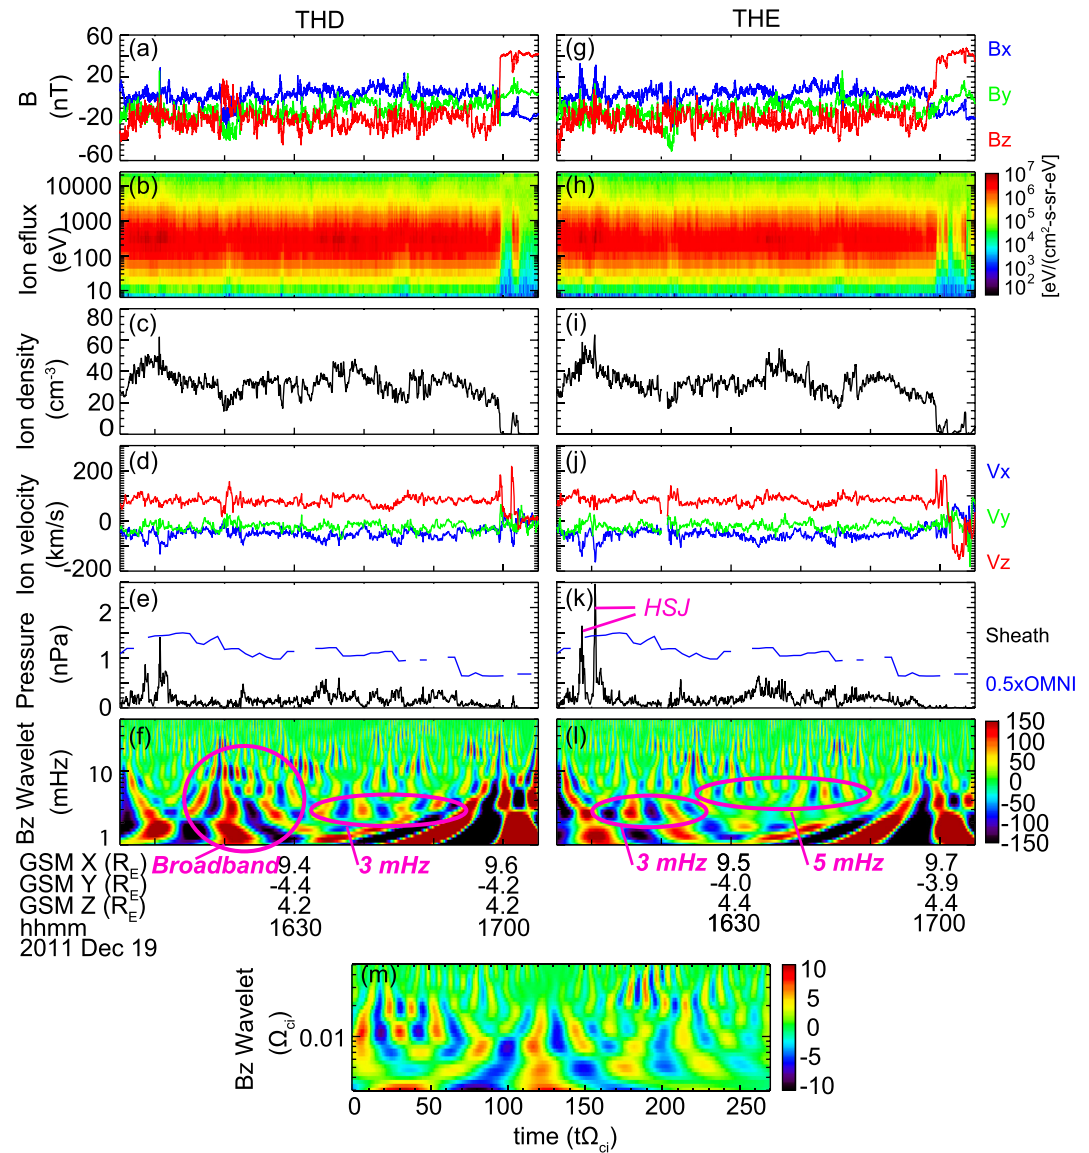 THD THE
(a) (g)
60
20
-20
-60
B
(nT)
Bx
By
Bz
(b) (h)
10000
1000
100
10
Ion eflux
(eV)
10^7
10^6
10^5
10^4
10^3
10^2
[eV/(cm^2-s-sr-eV]
(c) (i)
80
60
40
20
0
Ion density
(cm^-3)
(d) (j)
200
0
-200
Ion velocity
(km/s)
Vx
Vy
Vz
(e) (k)
2
1
0
Pressure
(nPa)
HSJ
Sheath
0.5xOMNI
(f) (l)
10
1
Bz Wavelet
(mHz)
150
100
50
0
-50
-100
-150
Broadband 3 mHz 3 mHz 5 mHz
GSM X (R_E) 9.4 9.6 9.5 9.7
GSM Y (R_E) -4.4 -4.2 -4.0 -3.9
GSM Z (R_E) 4.2 4.2 4.4 4.4
hhmm 1630 1700 1630 1700
2011 Dec 19
(m)
0.01
Bz Wavelet
(Ω_ci)
10
5
0
-5
-10
0 50 100 150 200 250
time (tΩ_ci)